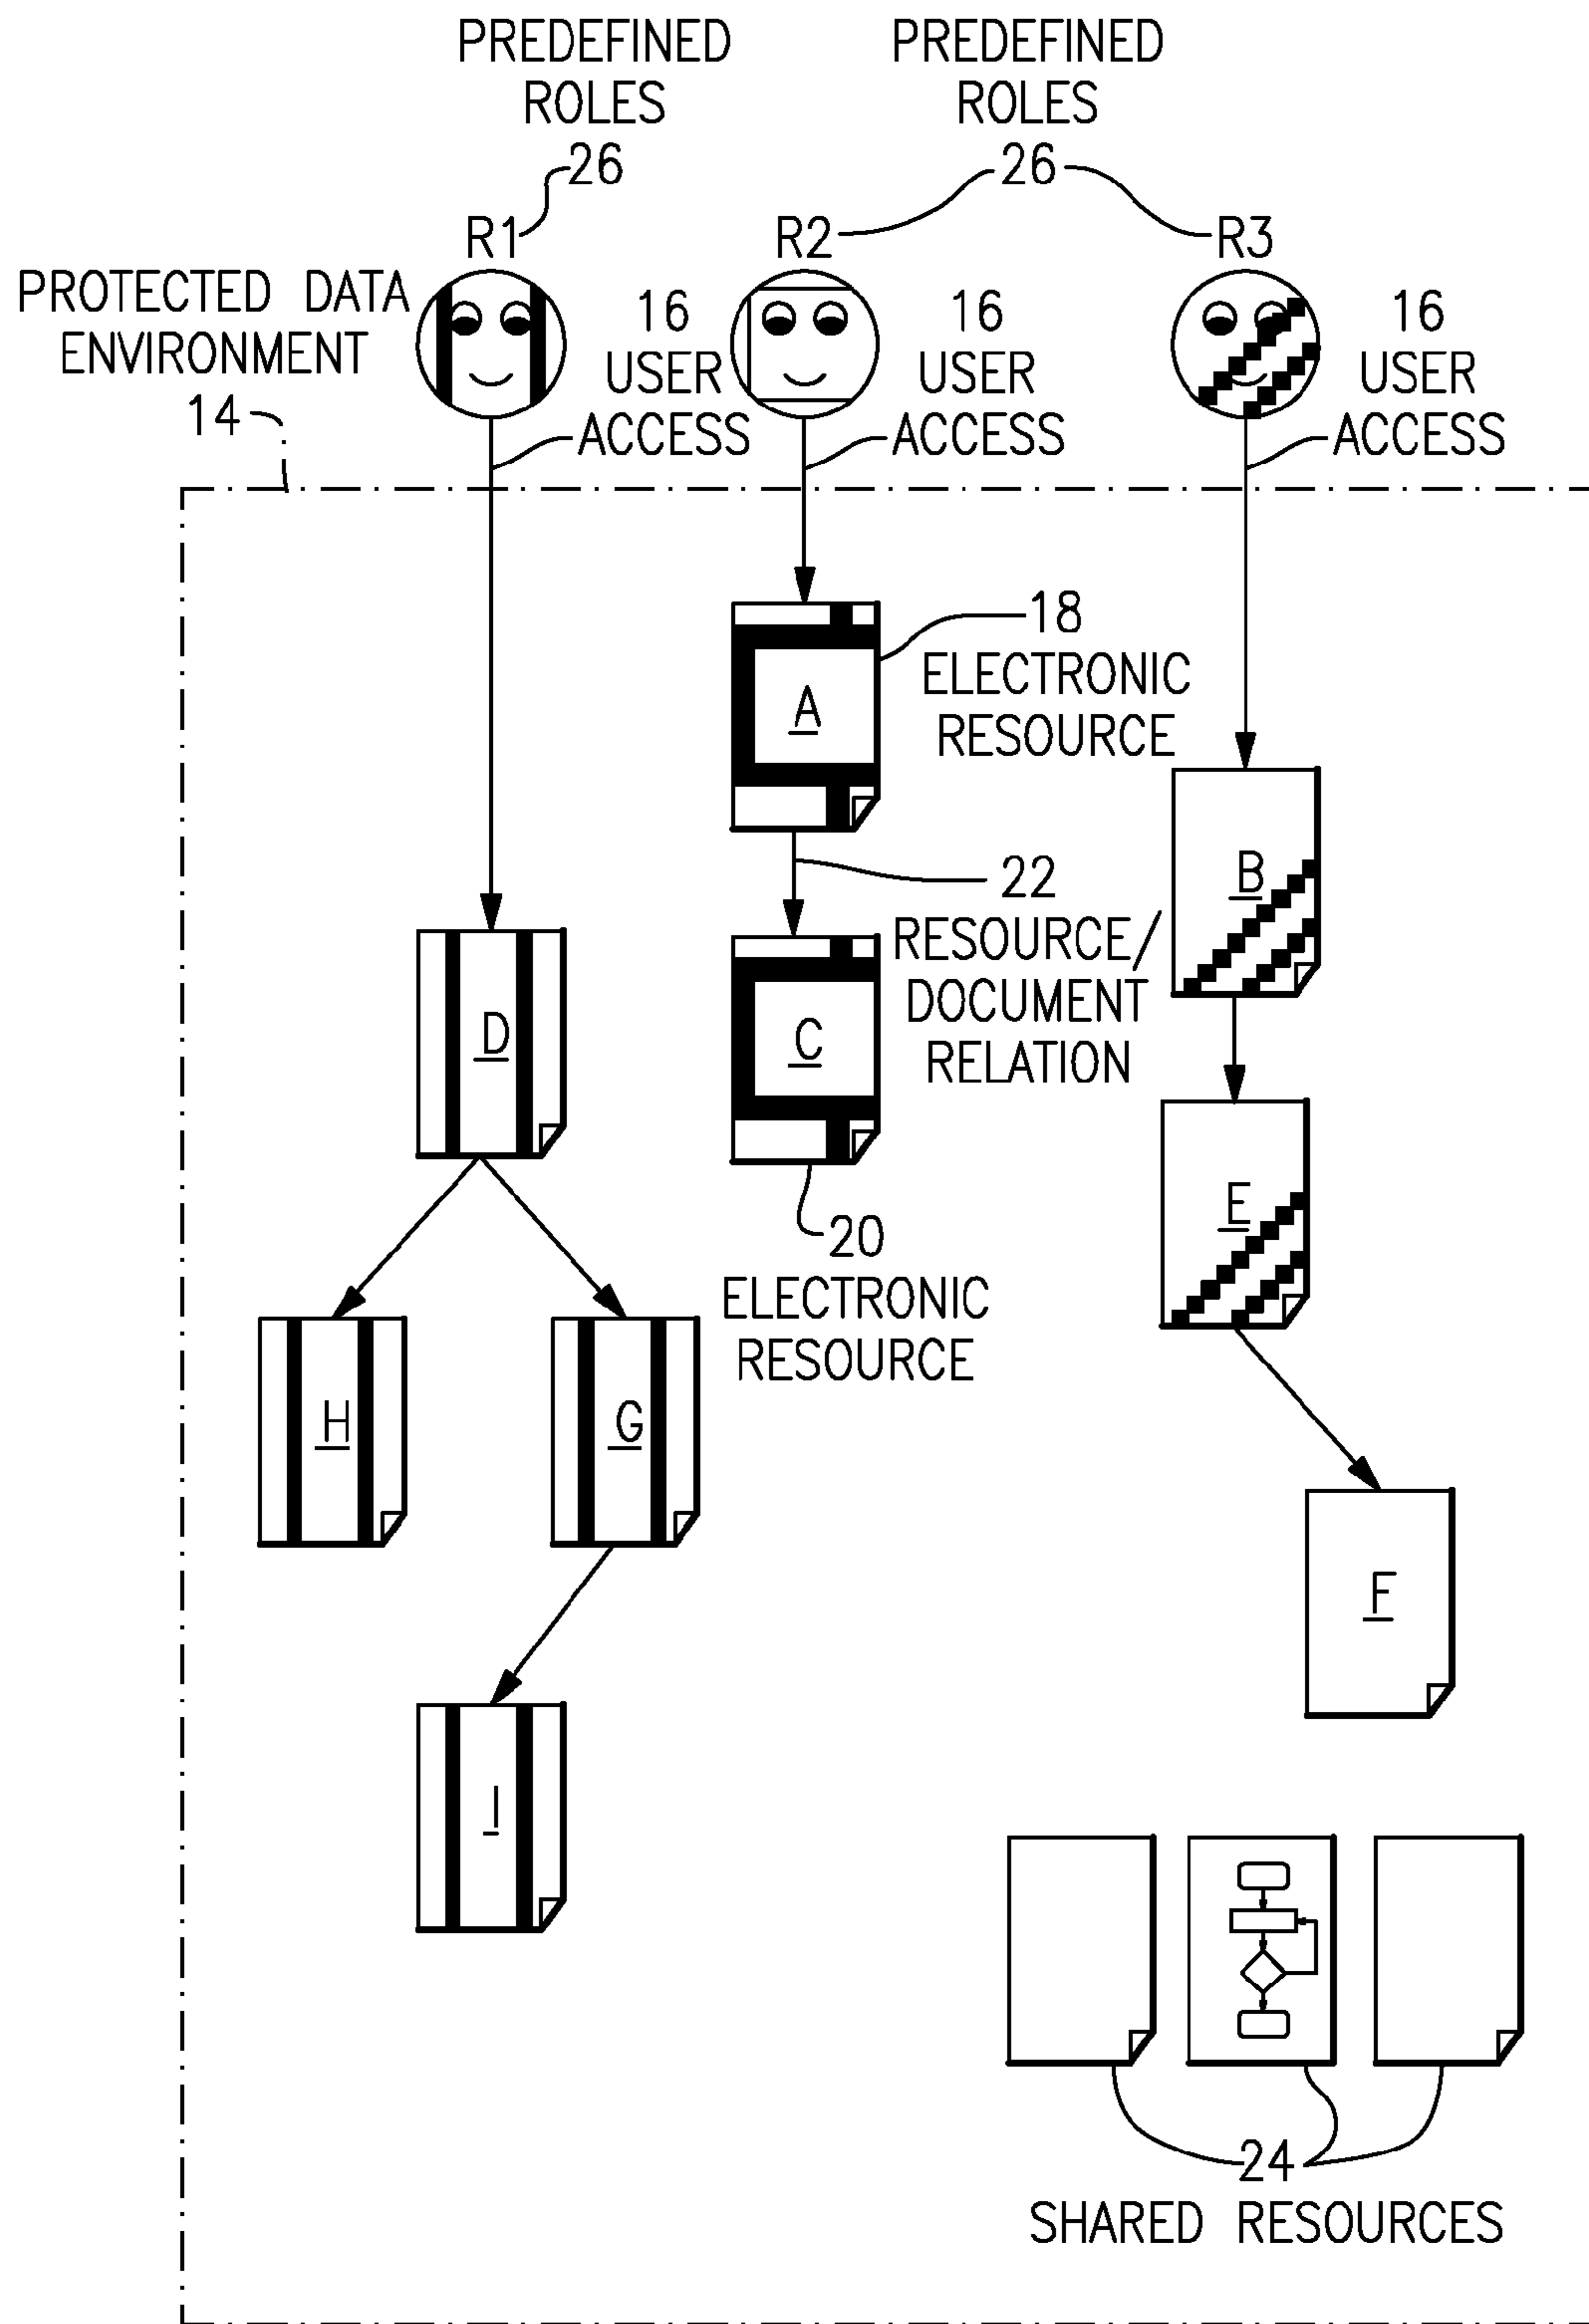 PREDEFINED
ROLES
26
PREDEFINED
ROLES
26
R1
R2
R3
PROTECTED DATA
ENVIRONMENT
14
16
USER
ACCESS
16
USER
ACCESS
16
USER
ACCESS
A
18
ELECTRONIC
RESOURCE
B
22
RESOURCE/
DOCUMENT
RELATION
D
C
E
20
ELECTRONIC
RESOURCE
H
G
F
I
24
SHARED RESOURCES